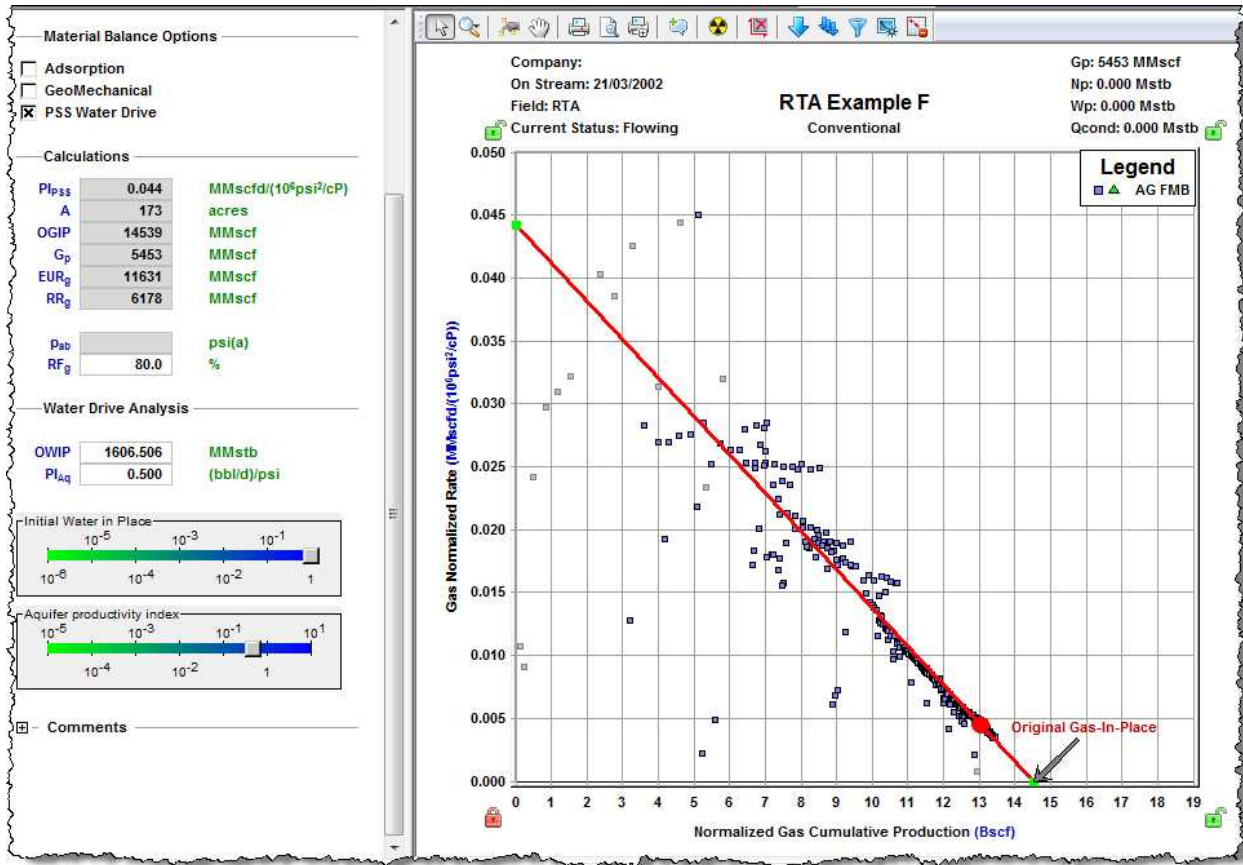 Material Balance Options
Adsorption
GeoMechanical
PSS Water Drive
Calculations
PIPSS 0.044 MMscfd/(10⁶psi²/cP)
A 173 acres
OGIP 14539 MMscf
Gp 5453 MMscf
EURg 11631 MMscf
RRg 6178 MMscf
pab psi(a)
RFg 80.0 %
Water Drive Analysis
OWIP 1606.506 MMstb
PIAq 0.500 (bbl/d)/psi
Initial Water in Place
10⁻⁵ 10⁻³ 10⁻¹
10⁻⁶ 10⁻⁴ 10⁻² 1
Aquifer productivity index
10⁻⁵ 10⁻³ 10⁻¹ 10¹
10⁻⁴ 10⁻² 1
Comments
Company:
On Stream: 21/03/2002
Field: RTA
Current Status: Flowing
RTA Example F
Conventional
Gp: 5453 MMscf
Np: 0.000 Mstb
Wp: 0.000 Mstb
Qcond: 0.000 Mstb
Legend
AG FMB
Gas Normalized Rate (MMscfd/(10⁶psi²/cP))
0.050
0.045
0.040
0.035
0.030
0.025
0.020
0.015
0.010
0.005
0.000
Original Gas-In-Place
0 1 2 3 4 5 6 7 8 9 10 11 12 13 14 15 16 17 18 19
Normalized Gas Cumulative Production (Bscf)